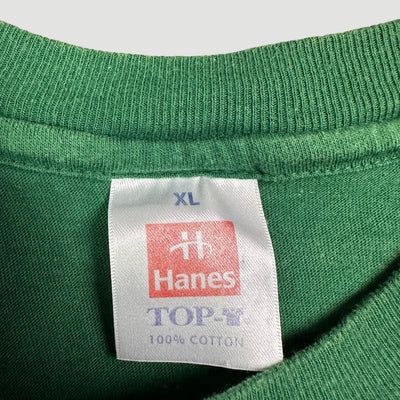 XL
H
Hanes
TOP-
100% COTTON